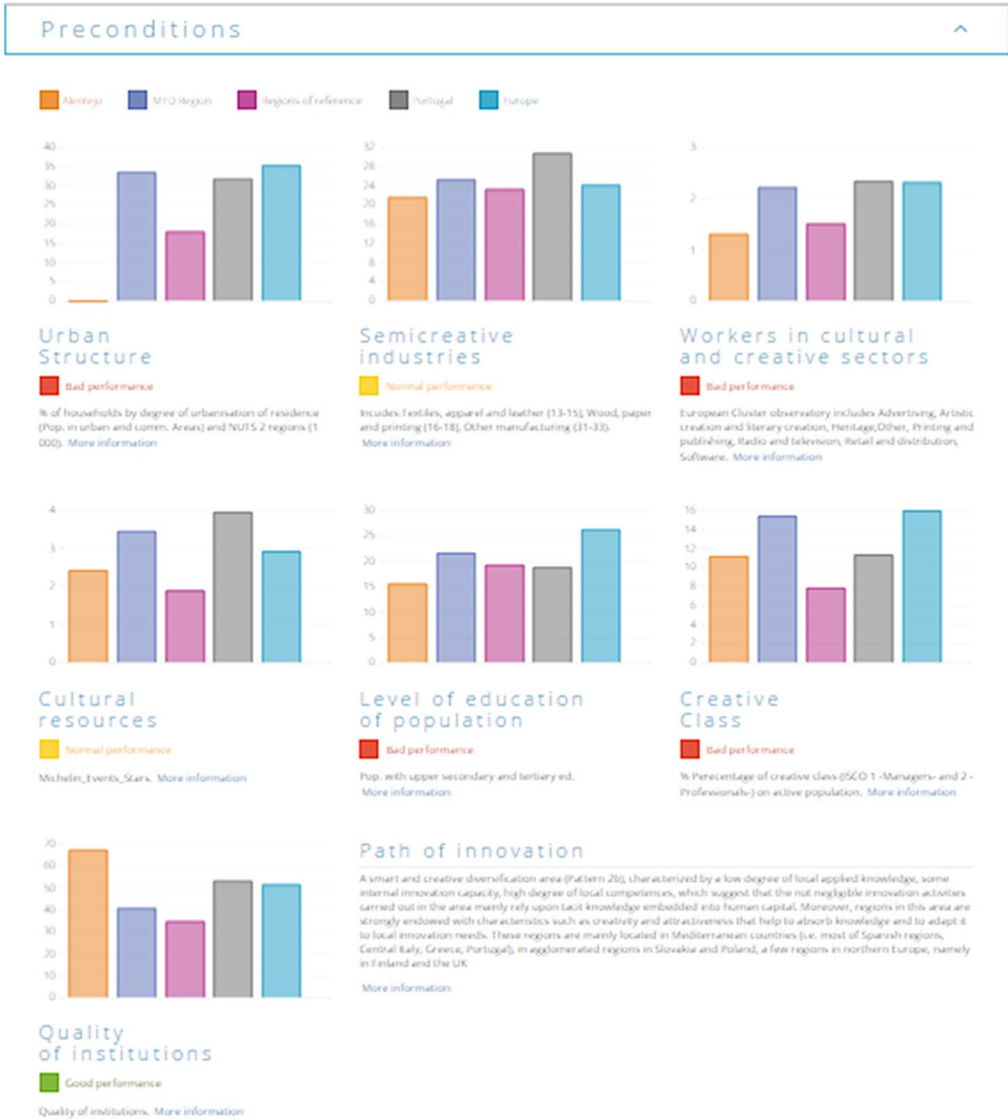 Preconditions
Alentejo MED Region Regions of reference Portugal Europe
40
35
30
25
20
15
10
5
0
32
28
24
20
16
12
8
4
0
3
2
1
0
Urban
Structure
Bad performance
% of households by degree of urbanisation of residence
(Pop. in urban and comm. Areas) and NUTS 2 regions (1
000). More information
Semicreative
industries
Normal performance
Incudes:Textiles, apparel and leather (13-15), Wood, paper
and printing (16-18), Other manufacturing (31-33).
More information
Workers in cultural
and creative sectors
Bad performance
European Cluster observatory includes Advertising, Artistic
creation and literary creation, Heritage,Other, Printing and
publishing, Radio and television, Retail and distribution,
Software. More information
4
3
2
1
0
30
25
20
15
10
5
0
16
14
12
10
8
6
4
2
0
Cultural
resources
Normal performance
Michelin_Events_Stars. More information
Level of education
of population
Bad performance
Pop. with upper secondary and tertiary ed.
More information
Creative
Class
Bad performance
% Perecentage of creative class (ISCO 1 -Managers- and 2 -
Professionals-) on active population. More information
70
60
50
40
30
20
10
0
Quality
of institutions
Good performance
Quality of institutions. More information
Path of innovation
A smart and creative diversification area (Pattern 2b), characterized by a low degree of local applied knowledge, some
internal innovation capacity, high degree of local competences, which suggest that the not negligible innovation activities
carried out in the area mainly rely upon tacit knowledge embedded into human capital. Moreover, regions in this area are
strongly endowed with characteristics such as creativity and attractiveness that help to absorb knowledge and to adapt it
to local innovation needs. These regions are mainly located in Mediterranean countries (i.e. most of Spanish regions,
Central Italy, Greece, Portugal), in agglomerated regions in Slovakia and Poland, a few regions in northern Europe, namely
in Finland and the UK
More information